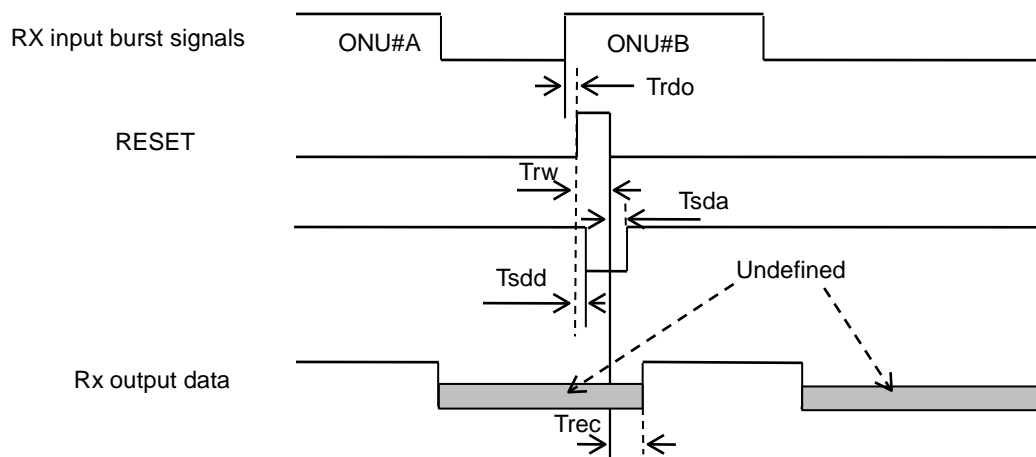 RX input burst signals
ONU#A
ONU#B
Trdo
RESET
Trw
Tsda
Tsdd
Undefined
Rx output data
Trec